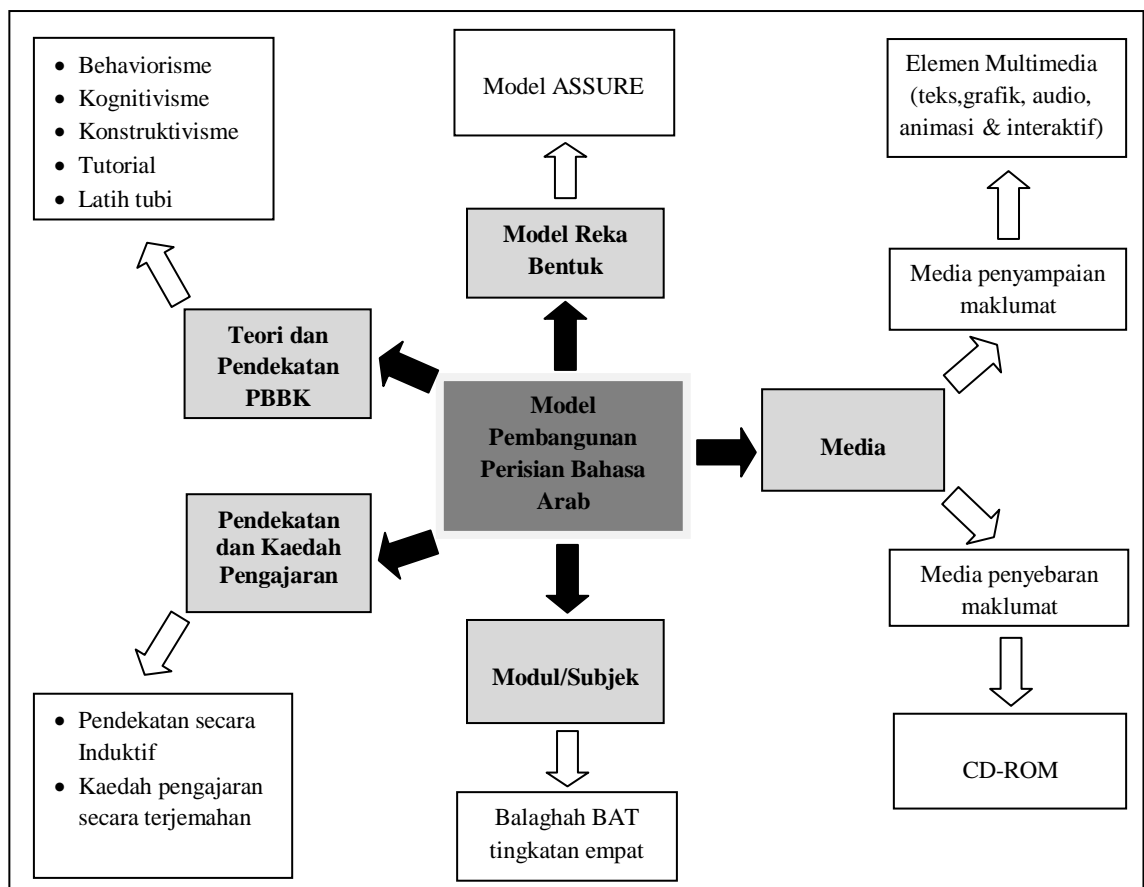 • Behaviorisme
• Kognitivisme
• Konstruktivisme
• Tutorial
• Latih tubi
Model ASSURE
Elemen Multimedia
(teks,grafik, audio,
animasi & interaktif)
Model Reka
Bentuk
Media penyampaian
maklumat
Teori dan
Pendekatan
PBBK
Model
Pembangunan
Perisian Bahasa
Arab
Media
Pendekatan
dan Kaedah
Pengajaran
Media penyebaran
maklumat
Modul/Subjek
• Pendekatan secara
Induktif
• Kaedah pengajaran
secara terjemahan
Balaghah BAT
tingkatan empat
CD-ROM